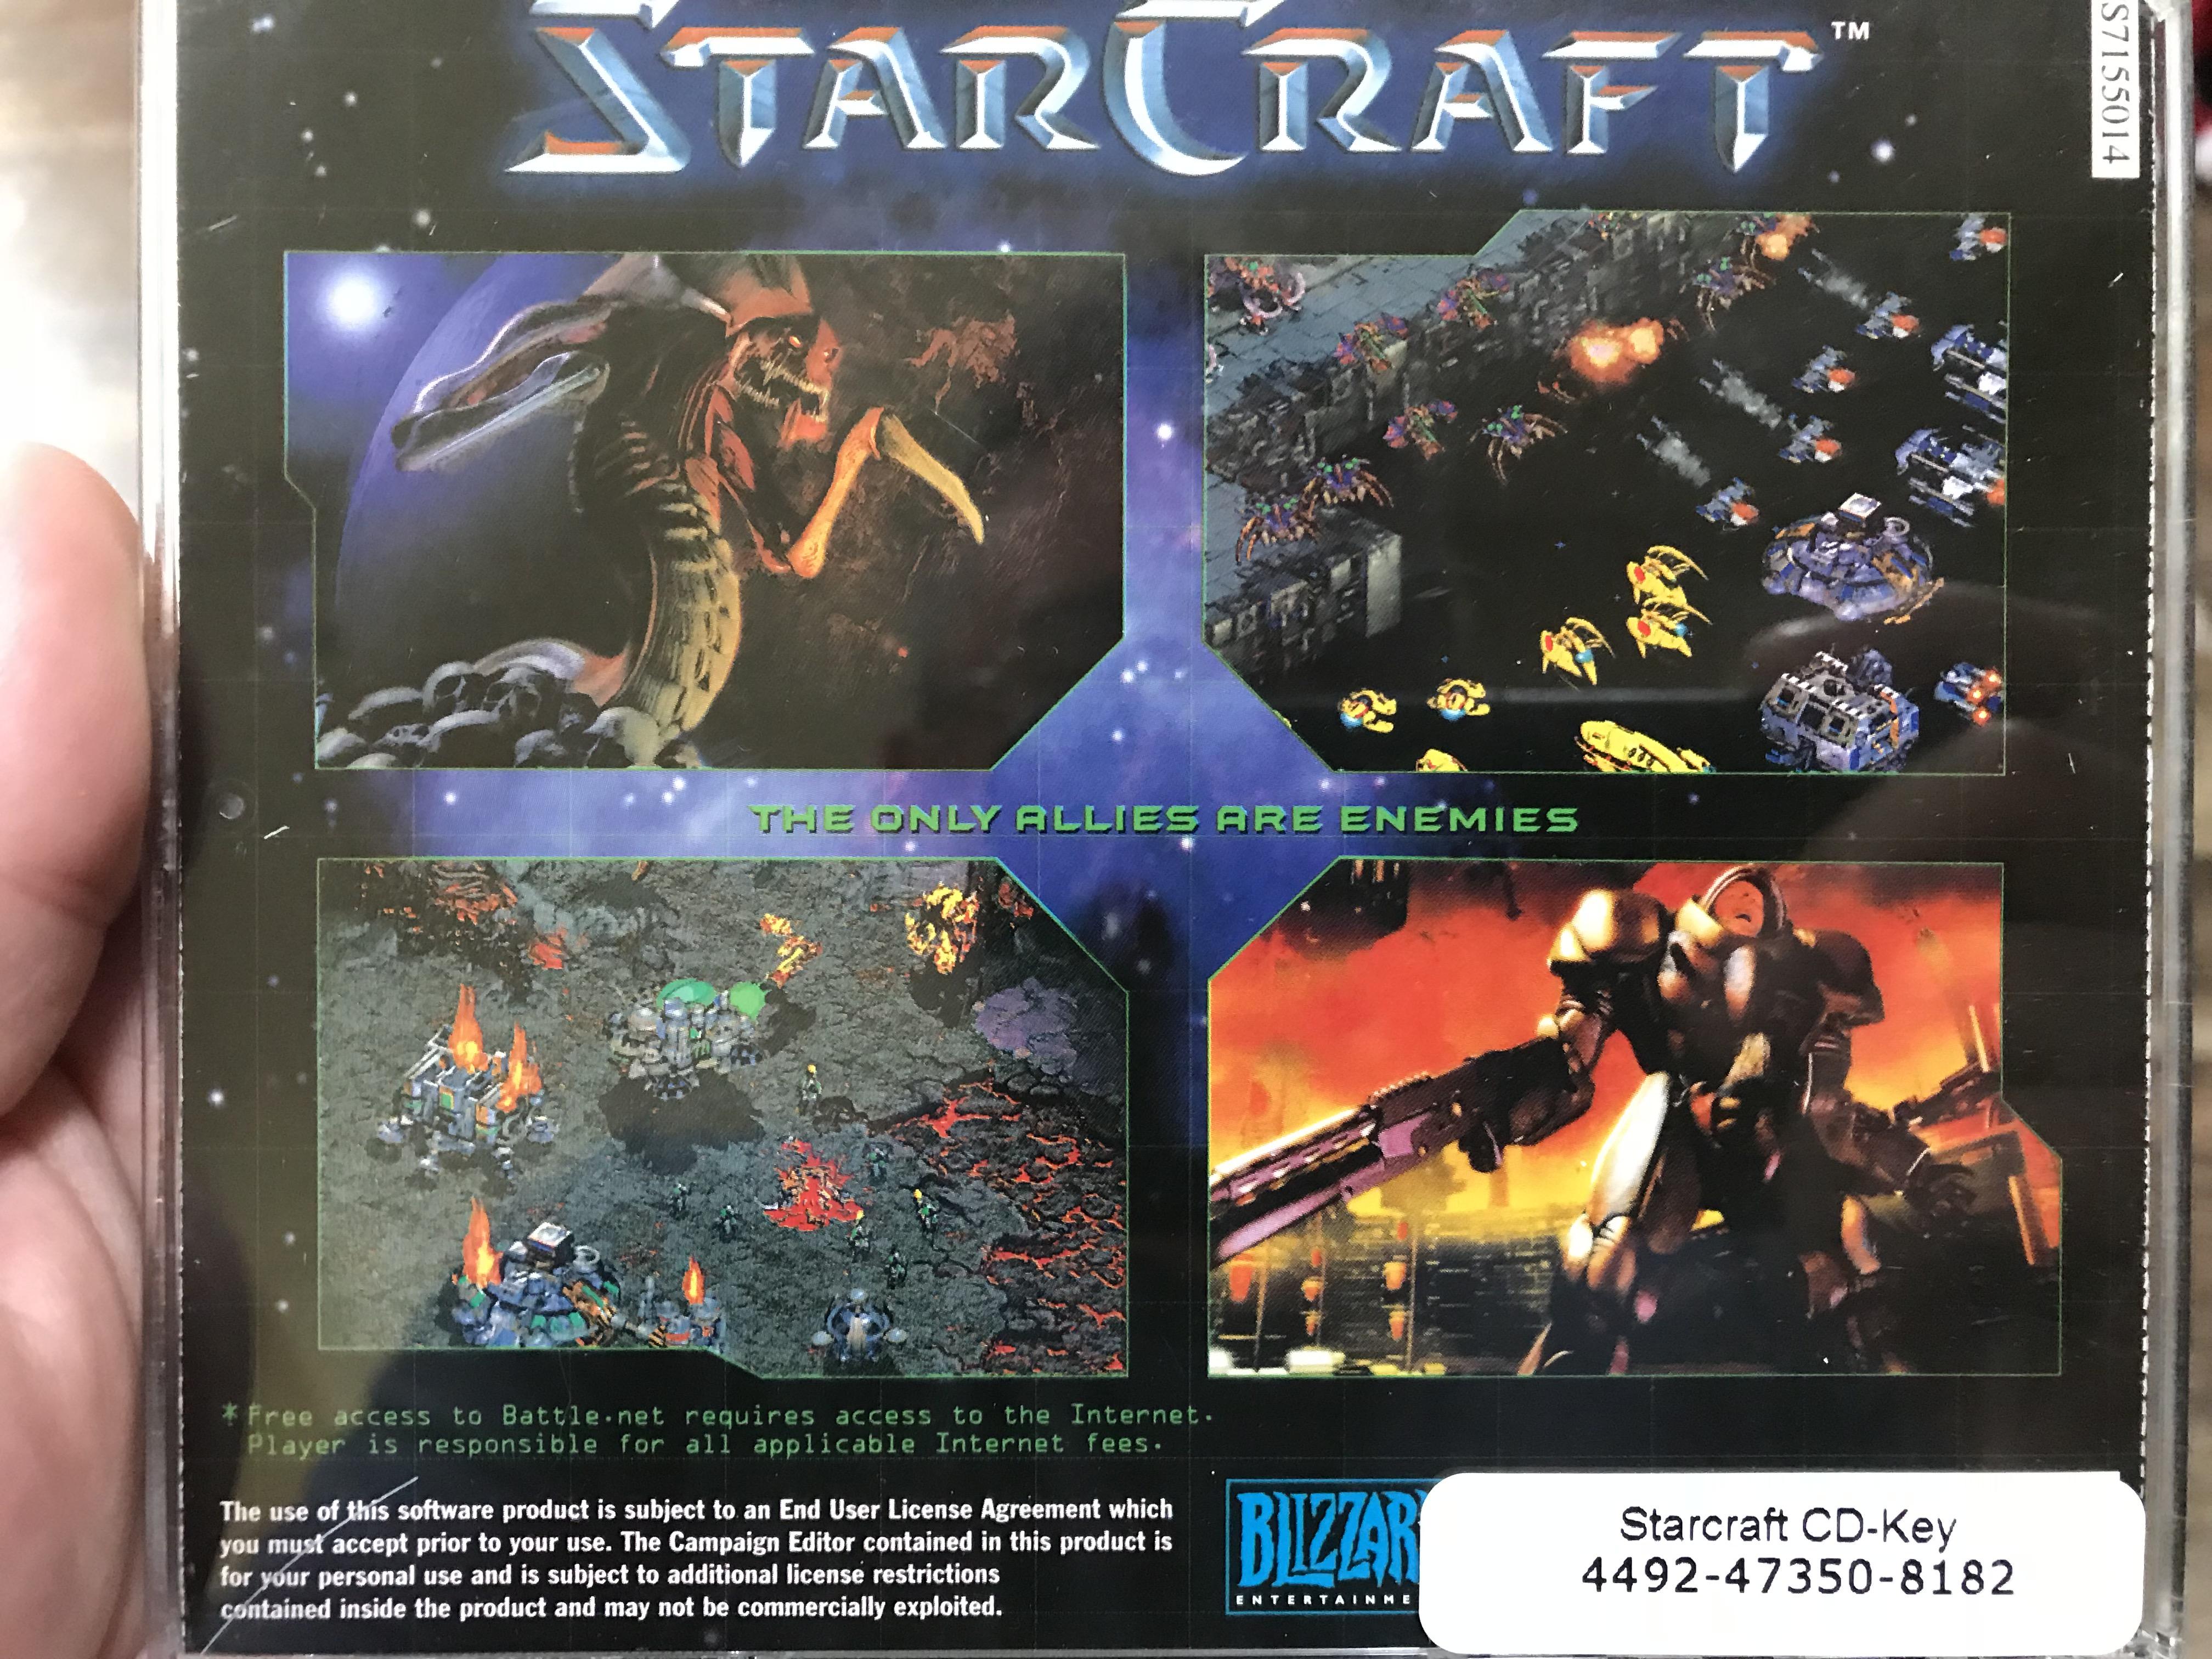 STARCRAFT™
S7155014
THE ONLY ALLIES ARE ENEMIES
*Free access to Battle.net requires access to the Internet.
Player is responsible for all applicable Internet fees.
The use of this software product is subject to an End User License Agreement which
you must accept prior to your use. The Campaign Editor contained in this product is
for your personal use and is subject to additional license restrictions
contained inside the product and may not be commercially exploited.
BLIZZAR
ENTERTAINME
Starcraft CD-Key
4492-47350-8182